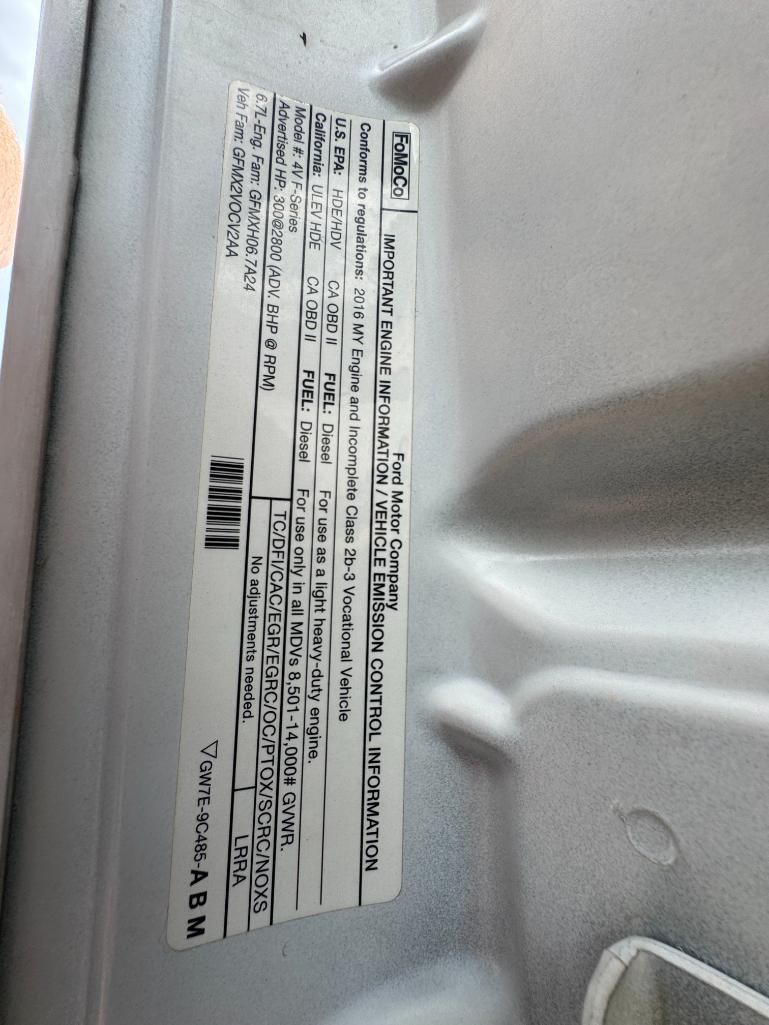 FoMoCo
Ford Motor Company
IMPORTANT ENGINE INFORMATION / VEHICLE EMISSION CONTROL INFORMATION
Conforms to regulations: 2016 MY Engine and Incomplete Class 2b-3 Vocational Vehicle
U.S. EPA: HDE/HDV CA OBD II FUEL: Diesel For use as a light heavy-duty engine.
California: ULEV HDE CA OBD II FUEL: Diesel For use only in all MDVs 8,501-14,000# GVWR.
Model #: 4V F-Series TC/DFI/CAC/EGR/EGRC/OC/PTOX/SCRC/NOXS
Advertised HP: 300@2800 (ADV. BHP @ RPM) No adjustments needed. LRRA
6.7L-Eng. Fam: GFMXH06.7A24
Veh Fam: GFMX2VOCV2AA
▽GW7E-9C485-A B M